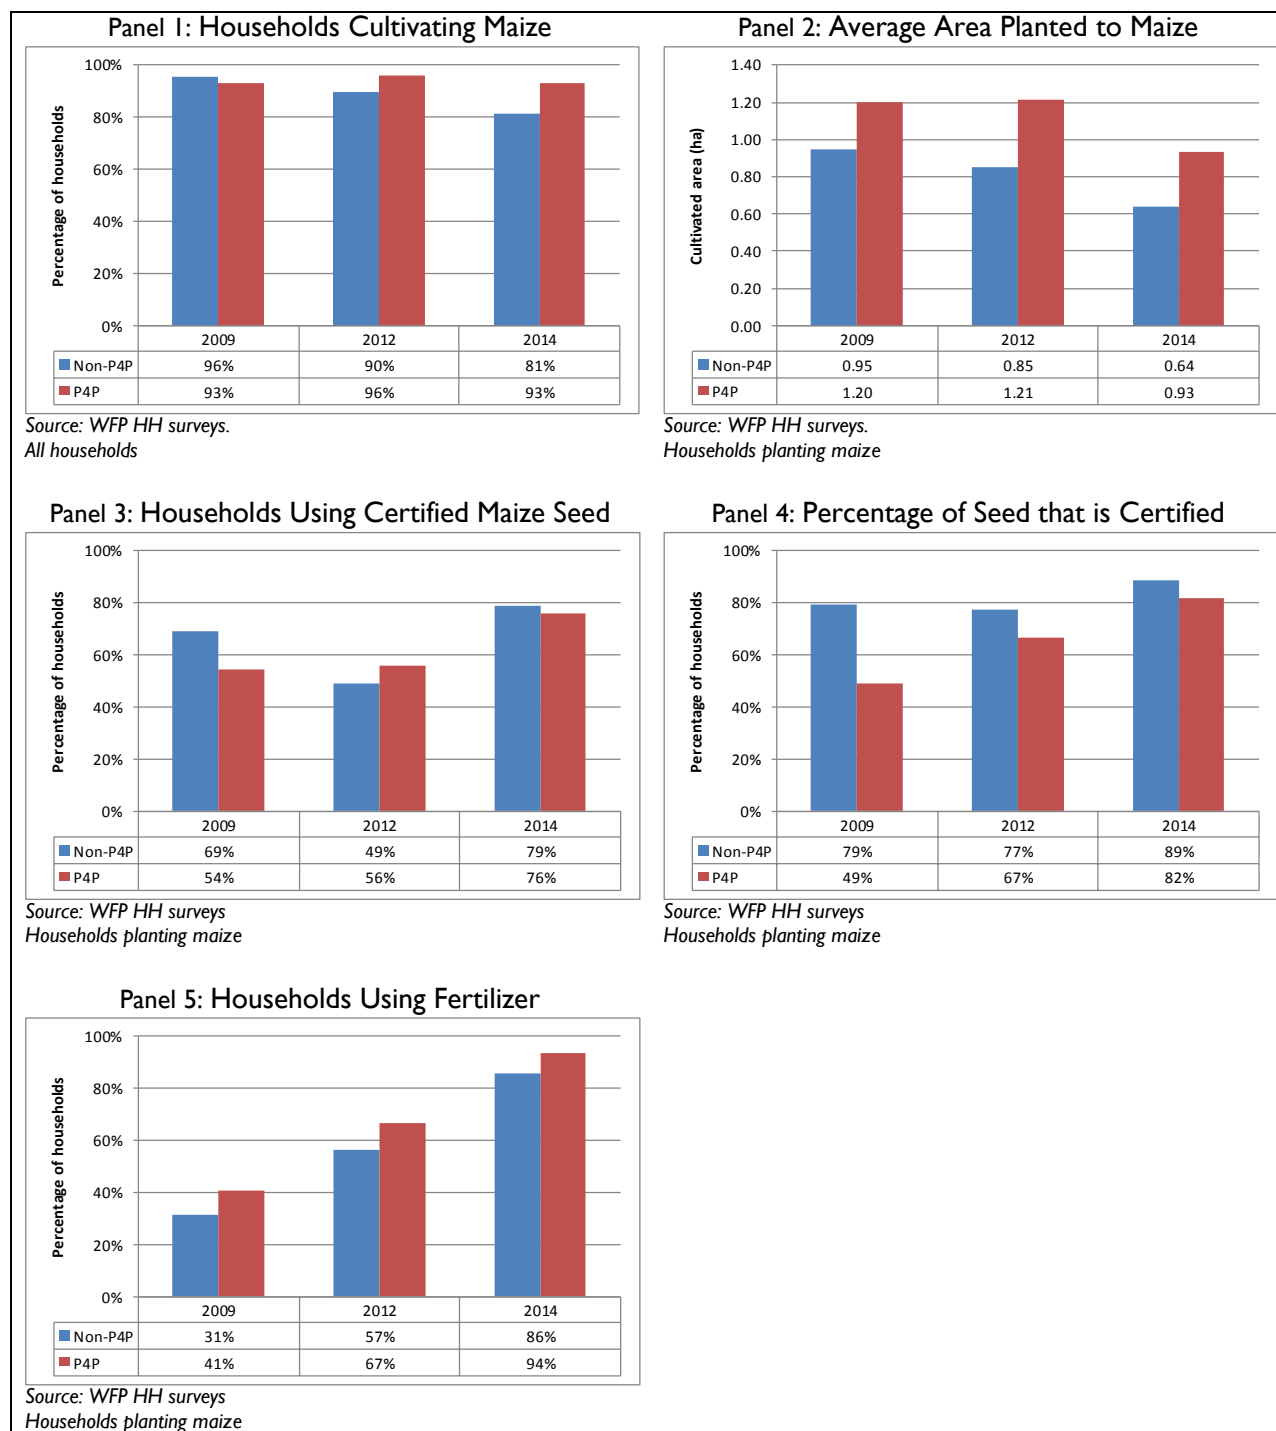 Panel 1: Households Cultivating Maize
Percentage of households
100%
80%
60%
40%
20%
0%
2009 2012 2014
Non-P4P 96% 90% 81%
P4P 93% 96% 93%
Source: WFP HH surveys.
All households
Panel 2: Average Area Planted to Maize
Cultivated area (ha)
1.40
1.20
1.00
0.80
0.60
0.40
0.20
0.00
2009 2012 2014
Non-P4P 0.95 0.85 0.64
P4P 1.20 1.21 0.93
Source: WFP HH surveys.
Households planting maize
Panel 3: Households Using Certified Maize Seed
Percentage of households
100%
80%
60%
40%
20%
0%
2009 2012 2014
Non-P4P 69% 49% 79%
P4P 54% 56% 76%
Source: WFP HH surveys
Households planting maize
Panel 4: Percentage of Seed that is Certified
Percentage of households
100%
80%
60%
40%
20%
0%
2009 2012 2014
Non-P4P 79% 77% 89%
P4P 49% 67% 82%
Source: WFP HH surveys
Households planting maize
Panel 5: Households Using Fertilizer
Percentage of households
100%
80%
60%
40%
20%
0%
2009 2012 2014
Non-P4P 31% 57% 86%
P4P 41% 67% 94%
Source: WFP HH surveys
Households planting maize